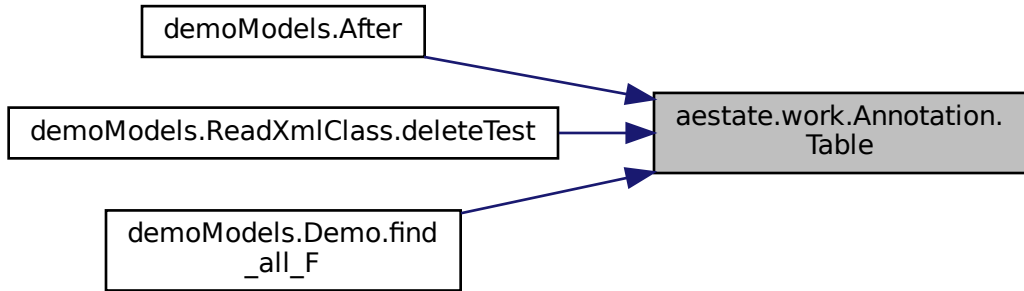 demoModels.After
demoModels.ReadXmlClass.deleteTest
demoModels.Demo.find
_all_F
aestate.work.Annotation.
Table